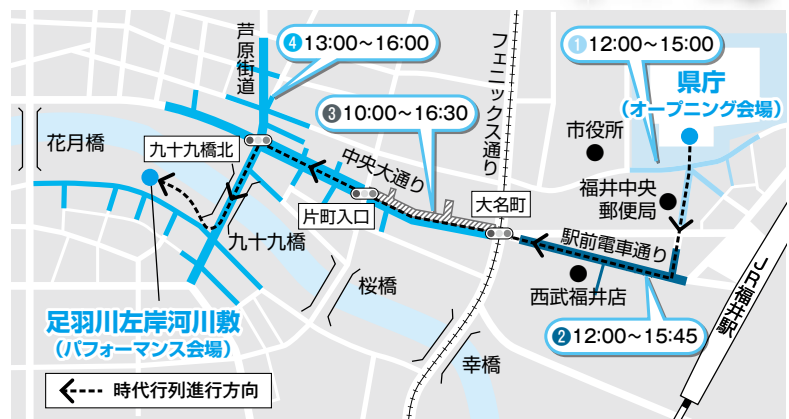 芦原街道
❹13:00～16:00
フェニックス通り
❶12:00～15:00
県庁
(オープニング会場)
❸10:00～16:30
市役所
花月橋
九十九橋北
中央大通り
福井中央
郵便局
片町入口
大名町
駅前電車通り
九十九橋
桜橋
西武福井店
JR福井駅
足羽川左岸河川敷
(パフォーマンス会場)
❷12:00～15:45
幸橋
時代行列進行方向